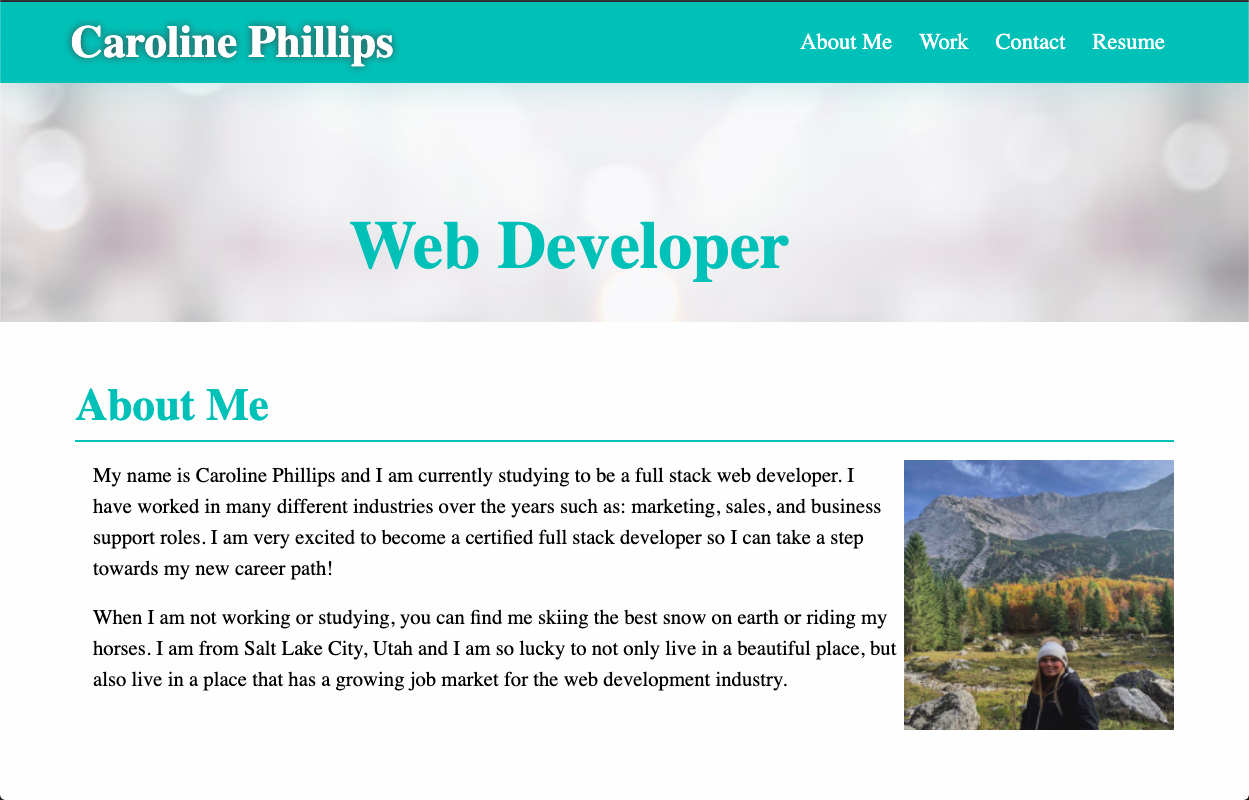 Caroline Phillips
About Me Work Contact Resume
Web Developer
About Me
My name is Caroline Phillips and I am currently studying to be a full stack web developer. I
have worked in many different industries over the years such as: marketing, sales, and business
support roles. I am very excited to become a certified full stack developer so I can take a step
towards my new career path!
When I am not working or studying, you can find me skiing the best snow on earth or riding my
horses. I am from Salt Lake City, Utah and I am so lucky to not only live in a beautiful place, but
also live in a place that has a growing job market for the web development industry.